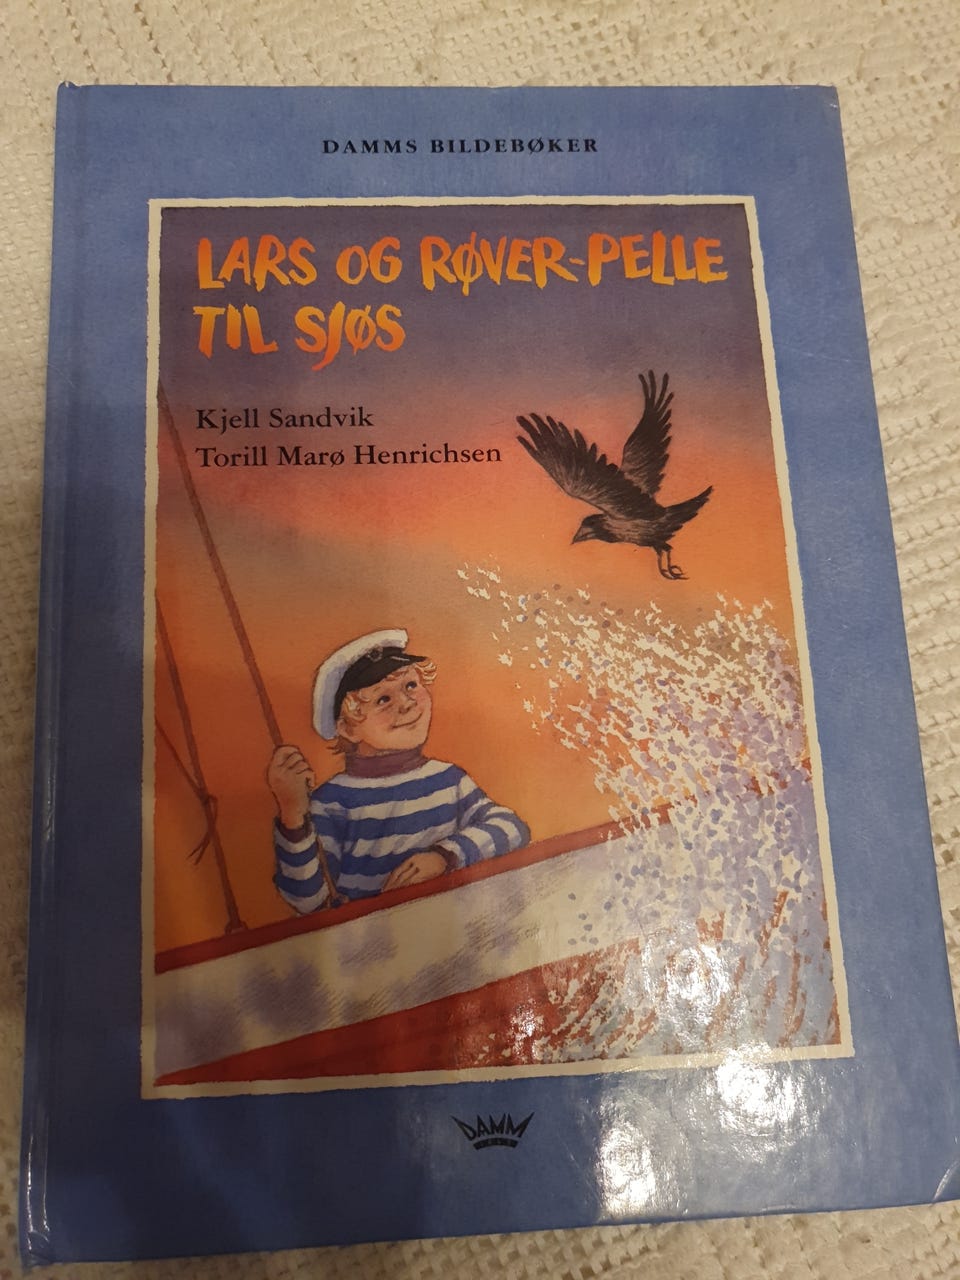 DAMMS BILDEBØKER
LARS OG RØVER-PELLE
TIL SJØS
Kjell Sandvik
Torill Marø Henrichsen
DAMM